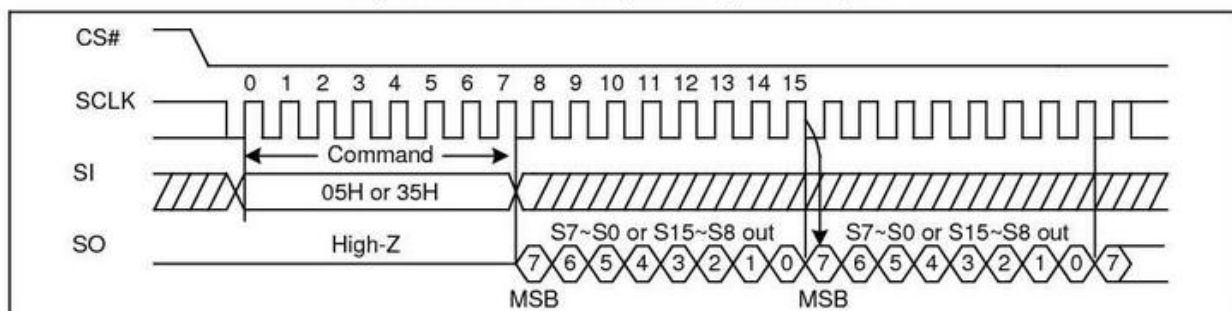 CS#
0 1 2 3 4 5 6 7 8 9 10 11 12 13 14 15
SCLK
Command
SI
05H or 35H
S7~S0 or S15~S8 out S7~S0 or S15~S8 out
SO
High-Z
7 6 5 4 3 2 1 0 7 6 5 4 3 2 1 0 7
MSB MSB